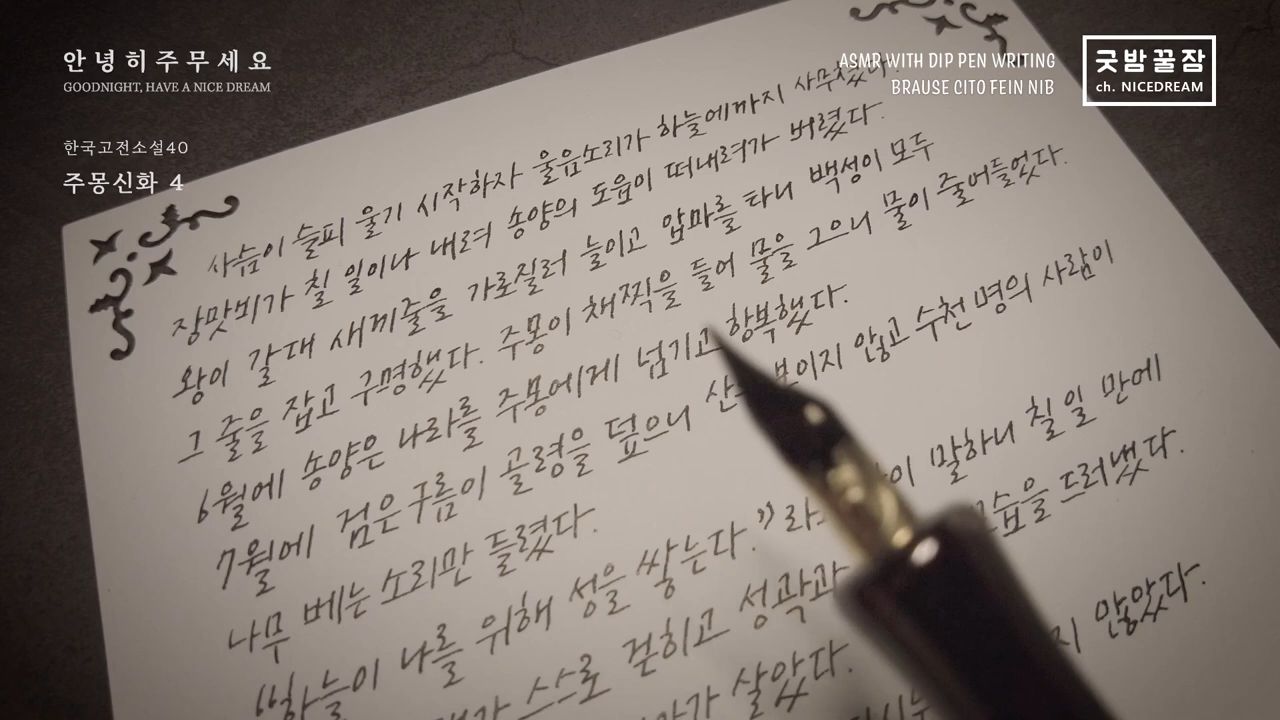 안녕히주무세요
GOODNIGHT, HAVE A NICE DREAM
한국고전소설40
주몽신화 4
ASMR WITH DIP PEN WRITING
BRAUSE CITO FEIN NIB
굿밤꿀잠
ch. NICEDREAM
사슴이 슬피 울기 시작하자 울음소리가 하늘에까지 사무쳤다.
장맛비가 칠 일이나 내려 송양의 도읍이 떠내려가 버렸다.
왕이 갈대 새끼줄을 가로질러 늘이고 압마를 타니 백성이 모두
그 줄을 잡고 구명했다. 주몽이 채찍을 들어 물을 그으니 물이 줄어들었다.
6월에 송양은 나라를 주몽에게 넘기고 항복했다.
7월에 검은 구름이 골령을 덮으니 보이지 않고 수천 명의 사람이
나무 베는 소리만 들렸다.
“하늘이 나를 위해 성을 쌓는다.” 말하니 칠 일 만에
스스로 걷히고 성곽과 드러냈다.
살았다. 않았다.